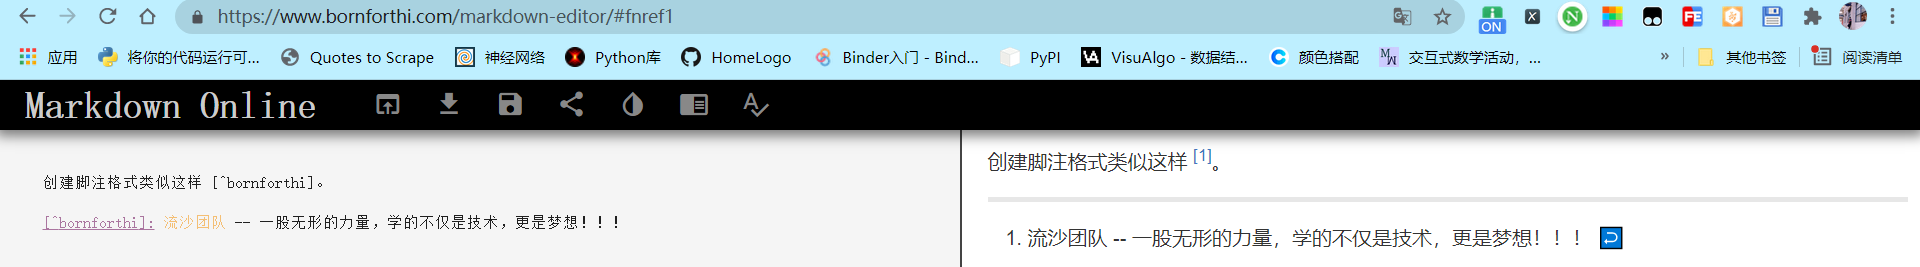 https://www.bornforthi.com/markdown-editor/#fnref1
ON
应用 将你的代码运行可... Quotes to Scrape 神经网络 Python库 HomeLogo Binder入门 - Bind... PyPI VisuAlgo - 数据结... 颜色搭配 交互式数学活动，... » 其他书签 阅读清单
Markdown Online
创建脚注格式类似这样 [^bornforthi]。
[^bornforthi]: 流沙团队 -- 一股无形的力量，学的不仅是技术，更是梦想！！！
创建脚注格式类似这样 [1]。
1. 流沙团队 -- 一股无形的力量，学的不仅是技术，更是梦想！！！